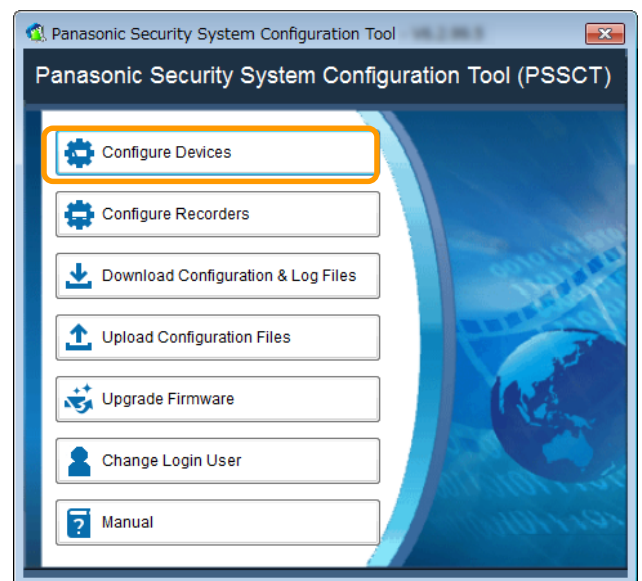 Panasonic Security System Configuration Tool
Panasonic Security System Configuration Tool (PSSCT)
Configure Devices
Configure Recorders
Download Configuration & Log Files
Upload Configuration Files
Upgrade Firmware
Change Login User
Manual